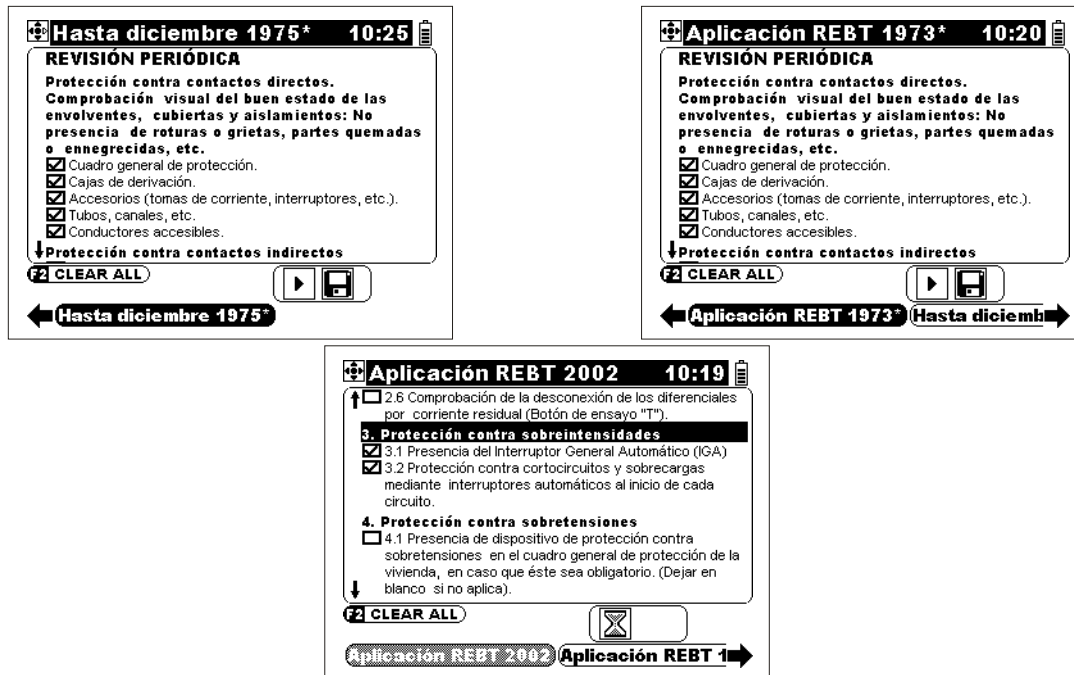 Hasta diciembre 1975* 10:25
REVISIÓN PERIÓDICA
Protección contra contactos directos.
Comprobación visual del buen estado de las
envolventes, cubiertas y aislamientos: No
presencia de roturas o grietas, partes quemadas
o ennegrecidas, etc.
Cuadro general de protección.
Cajas de derivación.
Accesorios (tomas de corriente, interruptores, etc.).
Tubos, canales, etc.
Conductores accesibles.
Protección contra contactos indirectos
F2 CLEAR ALL
Hasta diciembre 1975*
Aplicación REBT 1973* 10:20
REVISIÓN PERIÓDICA
Protección contra contactos directos.
Comprobación visual del buen estado de las
envolventes, cubiertas y aislamientos: No
presencia de roturas o grietas, partes quemadas
o ennegrecidas, etc.
Cuadro general de protección.
Cajas de derivación.
Accesorios (tomas de corriente, interruptores, etc.).
Tubos, canales, etc.
Conductores accesibles.
Protección contra contactos indirectos
F2 CLEAR ALL
Aplicación REBT 1973* Hasta diciemb
Aplicación REBT 2002 10:19
2.6 Comprobación de la desconexión de los diferenciales
por corriente residual (Botón de ensayo "T").
3. Protección contra sobreintensidades
3.1 Presencia del Interruptor General Automático (IGA)
3.2 Protección contra cortocircuitos y sobrecargas
mediante interruptores automáticos al inicio de cada
circuito.
4. Protección contra sobretensiones
4.1 Presencia de dispositivo de protección contra
sobretensiones en el cuadro general de protección de la
vivienda, en caso que éste sea obligatorio. (Dejar en
blanco si no aplica).
F2 CLEAR ALL
Aplicación REBT 2002 Aplicación REBT 1